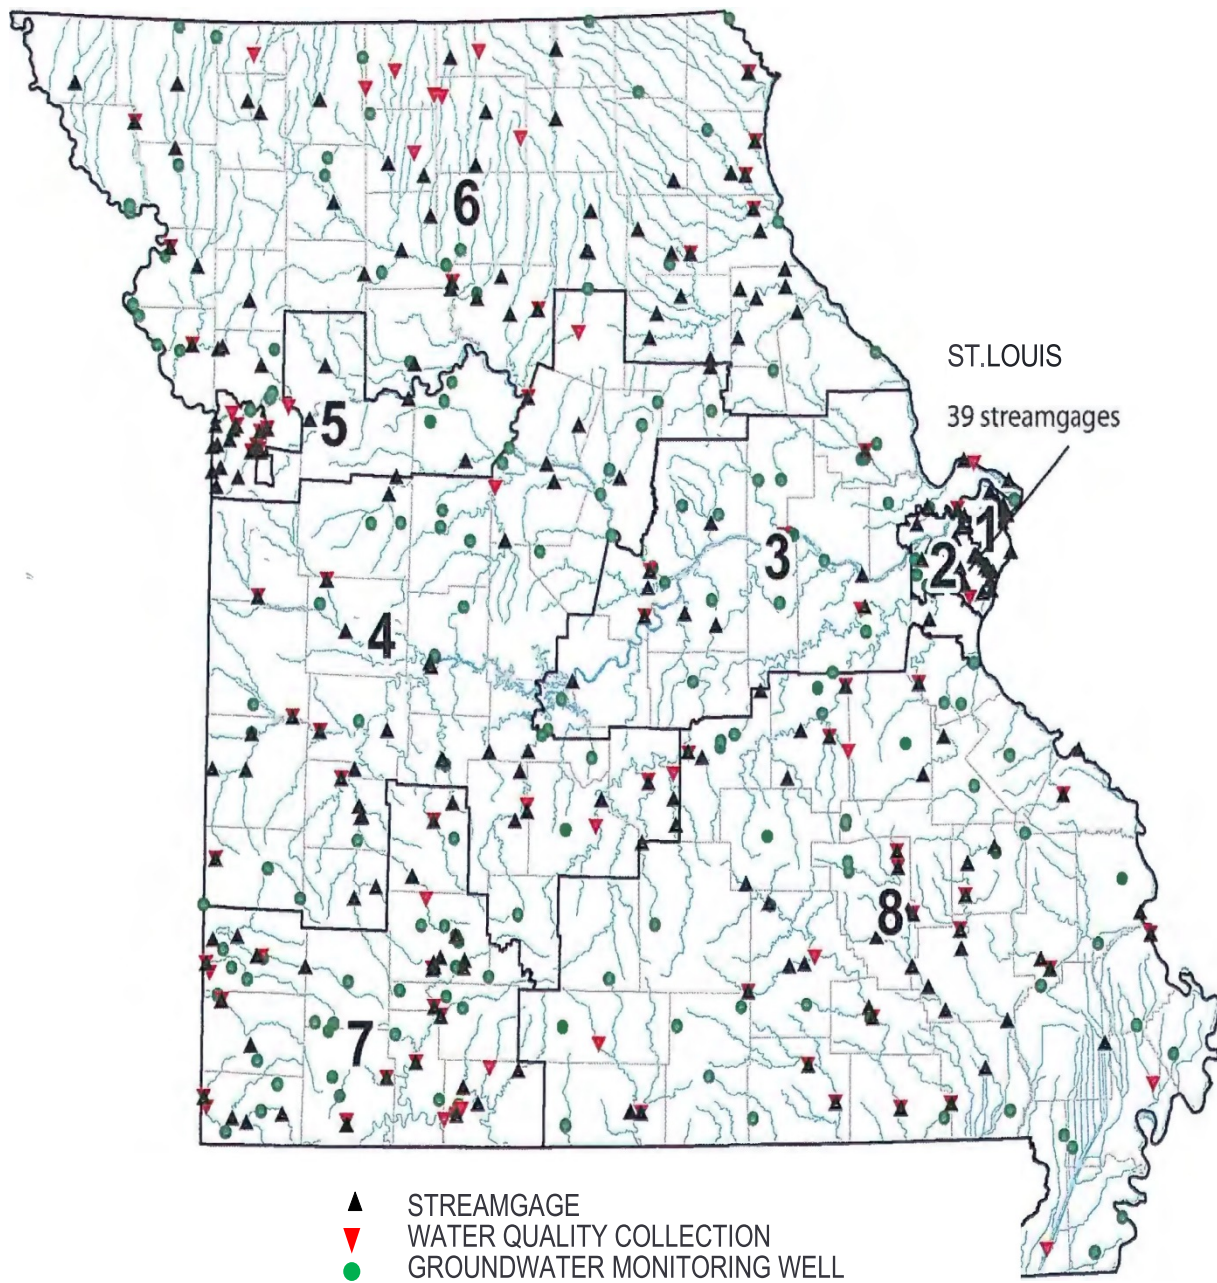 6
ST.LOUIS
39 streamgages
5
1
3
2
4
8
7
STREAMGAGE
WATER QUALITY COLLECTION
GROUNDWATER MONITORING WELL